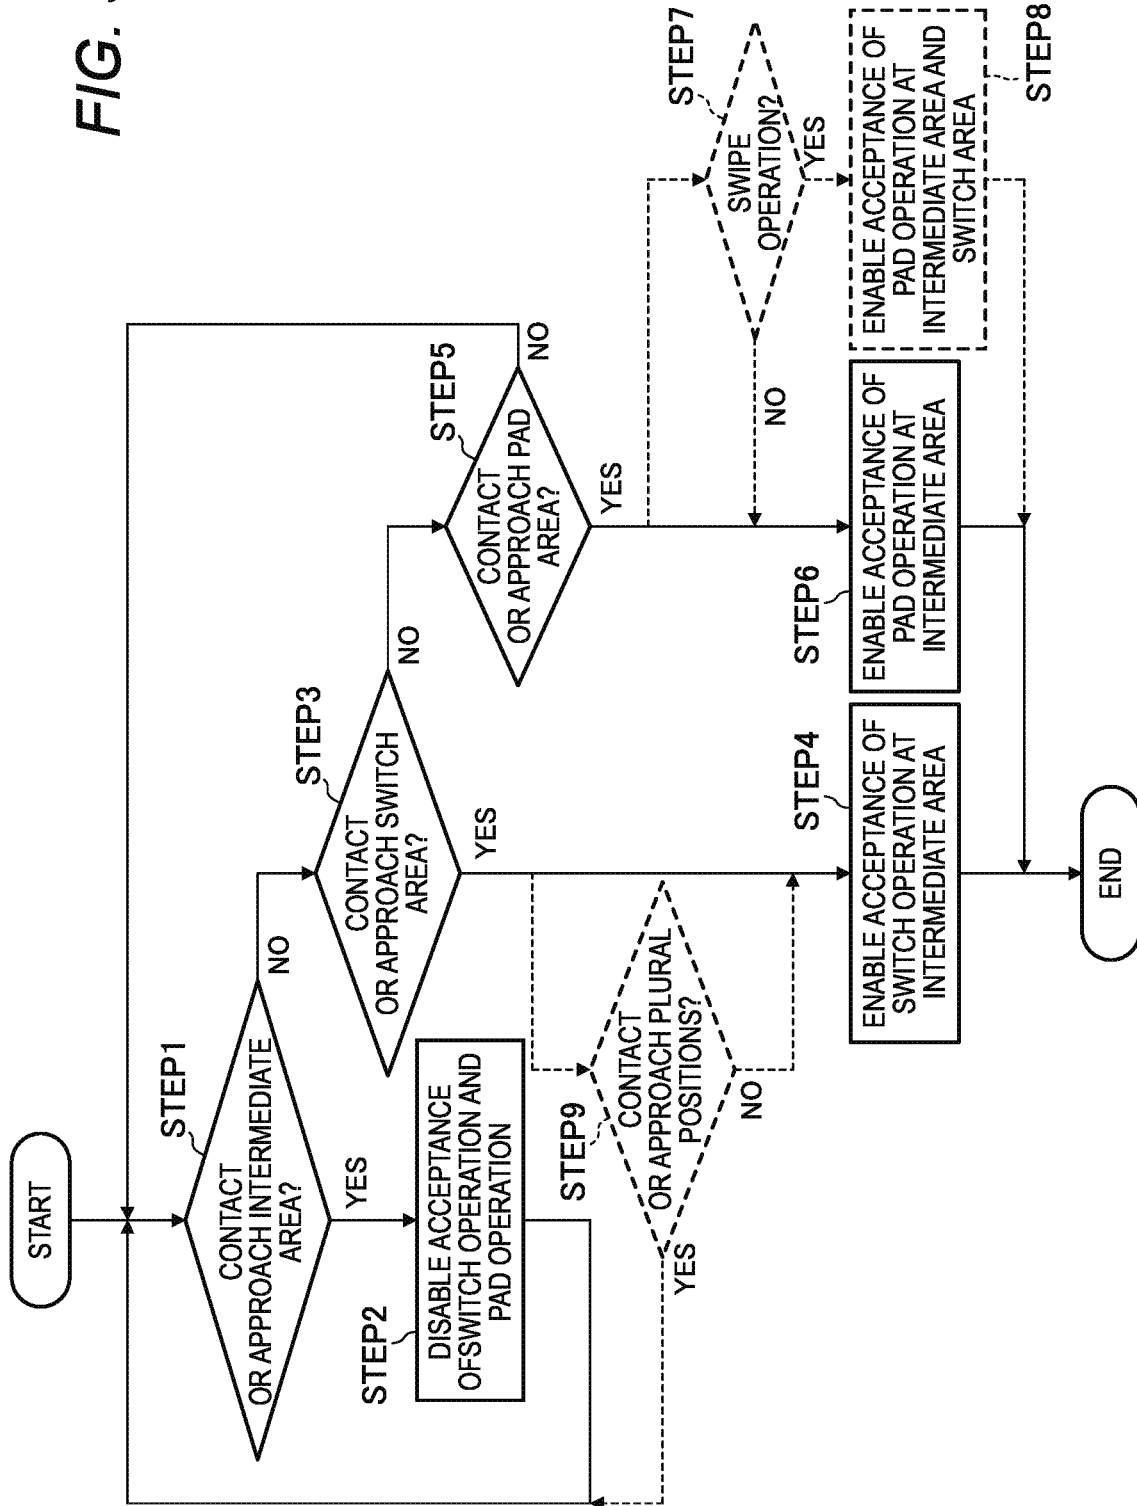 FIG.
START
STEP1
CONTACT
OR APPROACH INTERMEDIATE
AREA?
NO
YES
STEP2
DISABLE ACCEPTANCE
OFSWITCH OPERATION AND
PAD OPERATION
STEP3
CONTACT
OR APPROACH SWITCH
AREA?
NO
YES
STEP9
CONTACT
OR APPROACH PLURAL
POSITIONS?
YES
NO
STEP4
ENABLE ACCEPTANCE OF
SWITCH OPERATION AT
INTERMEDIATE AREA
STEP5
CONTACT
OR APPROACH PAD
AREA?
NO
YES
STEP7
SWIPE
OPERATION?
NO
YES
STEP6
ENABLE ACCEPTANCE OF
PAD OPERATION AT
INTERMEDIATE AREA
ENABLE ACCEPTANCE OF
PAD OPERATION AT
INTERMEDIATE AREA AND
SWITCH AREA
STEP8
END